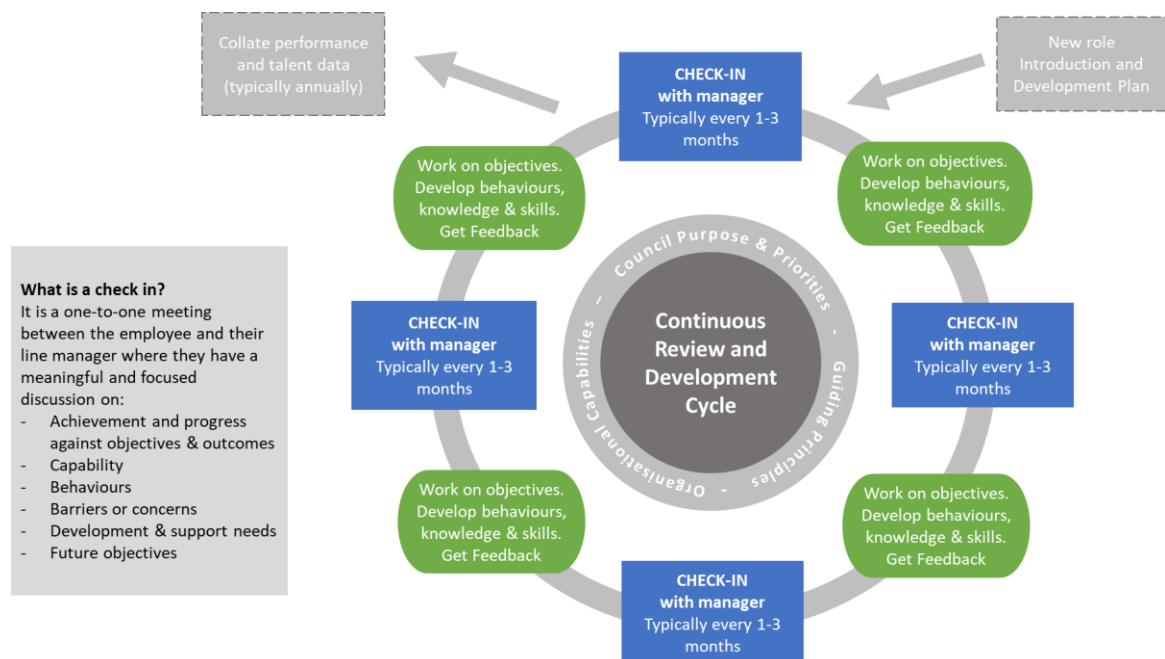 Collate performance
and talent data
(typically annually)
CHECK-IN
with manager
Typically every 1-3
months
New role
Introduction and
Development Plan
Work on objectives.
Develop behaviours,
knowledge & skills.
Get Feedback
Work on objectives.
Develop behaviours,
knowledge & skills.
Get Feedback
What is a check in?
It is a one-to-one meeting
between the employee and their
line manager where they have a
meaningful and focused
discussion on:
- Achievement and progress
against objectives & outcomes
- Capability
- Behaviours
- Barriers or concerns
- Development & support needs
- Future objectives
CHECK-IN
with manager
Typically every 1-3
months
Council Purpose & Priorities - Guiding Principles - Organisational Capabilities –
Continuous
Review and
Development
Cycle
CHECK-IN
with manager
Typically every 1-3
months
Work on objectives.
Develop behaviours,
knowledge & skills.
Get Feedback
Work on objectives.
Develop behaviours,
knowledge & skills.
Get Feedback
CHECK-IN
with manager
Typically every 1-3
months